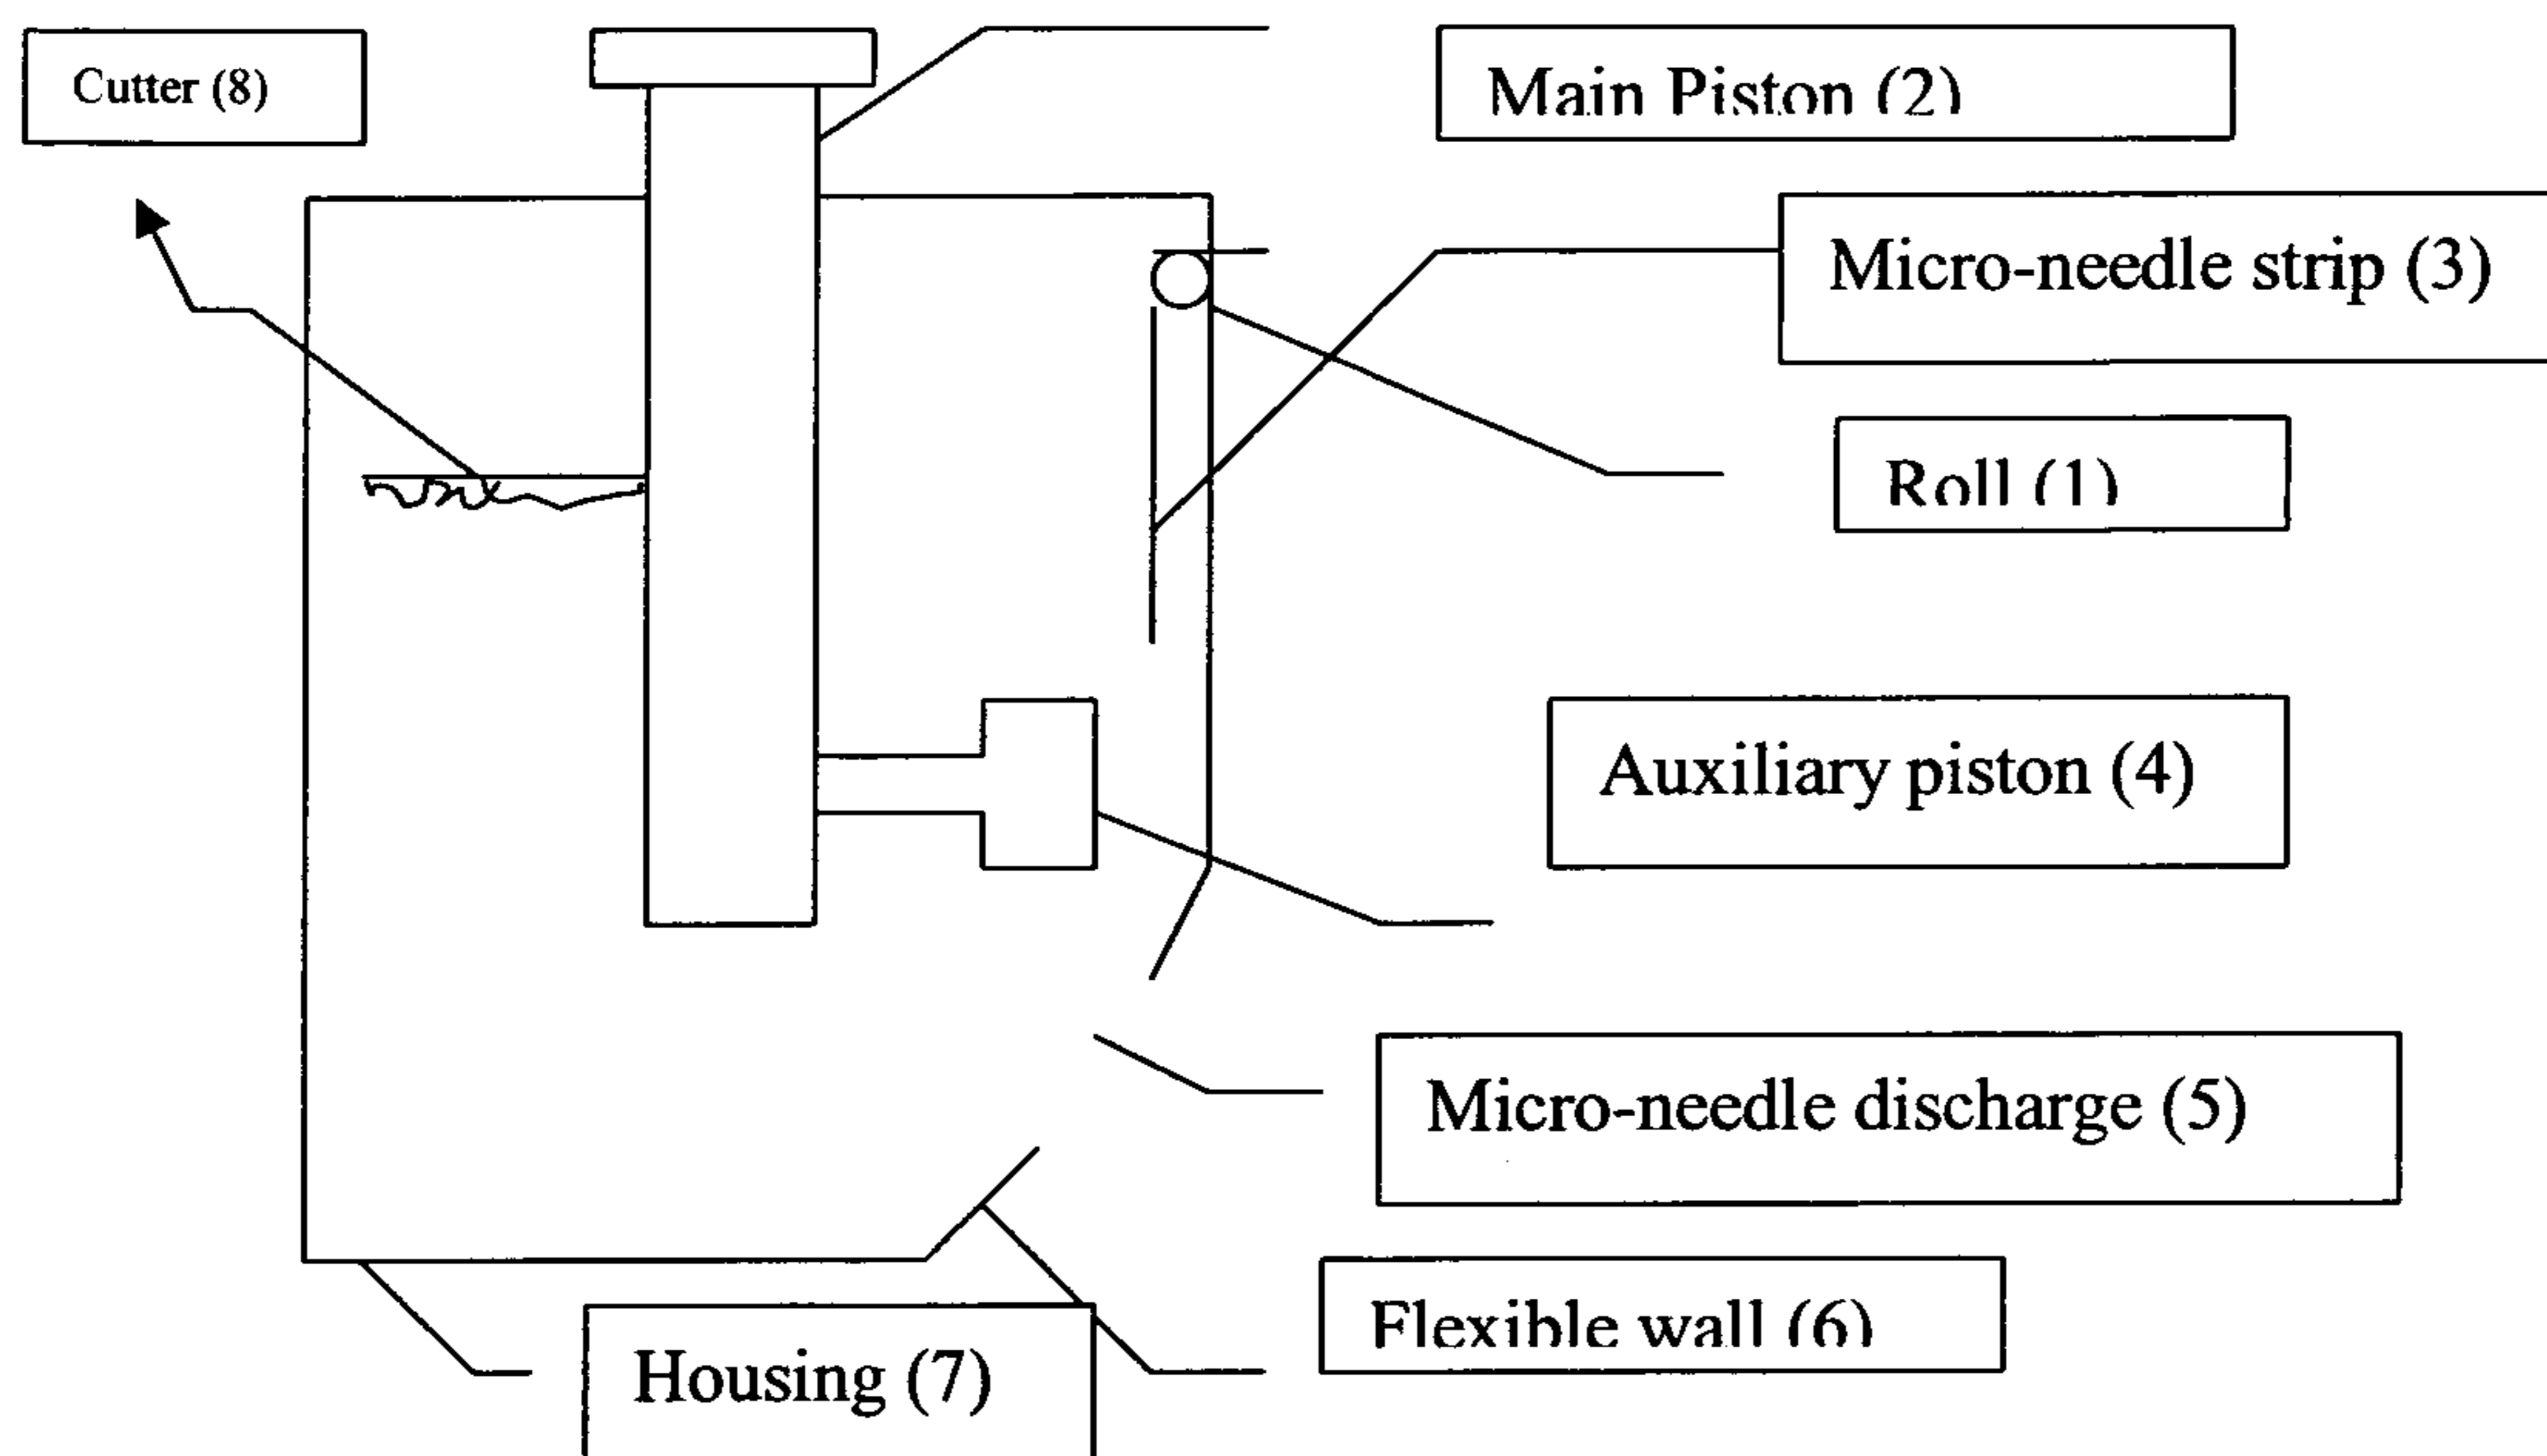 Cutter (8)
Main Piston (2)
Micro-needle strip (3)
Roll (1)
Auxiliary piston (4)
Micro-needle discharge (5)
Flexible wall (6)
Housing (7)